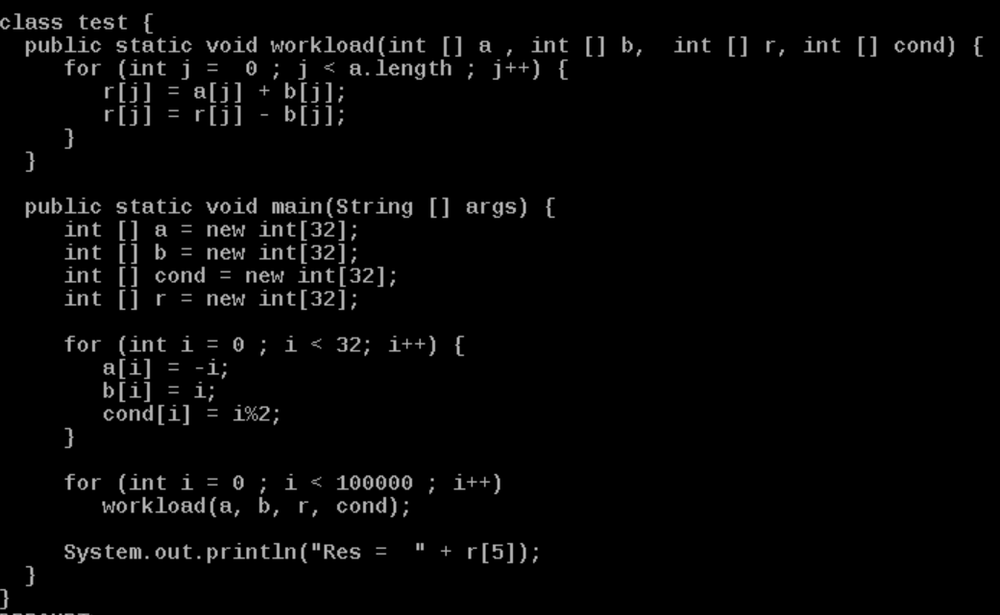 class test {
  public static void workload(int [] a , int [] b,  int [] r, int [] cond) {
     for (int j =  0 ; j < a.length ; j++) {
        r[j] = a[j] + b[j];
        r[j] = r[j] - b[j];
     }
  }
  public static void main(String [] args) {
     int [] a = new int[32];
     int [] b = new int[32];
     int [] cond = new int[32];
     int [] r = new int[32];
     for (int i = 0 ; i < 32; i++) {
        a[i] = -i;
        b[i] = i;
        cond[i] = i%2;
     }
     for (int i = 0 ; i < 100000 ; i++)
        workload(a, b, r, cond);
     System.out.println("Res =  " + r[5]);
  }
}